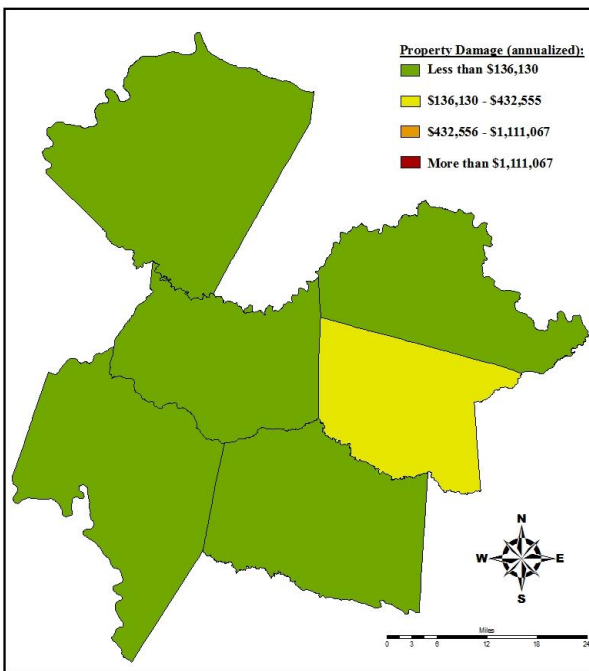 Property Damage (annualized):
Less than $136,130
$136,130 - $432,555
$432,556 - $1,111,067
More than $1,111,067
N
W E
S
Miles
0 3 6 12 18 24